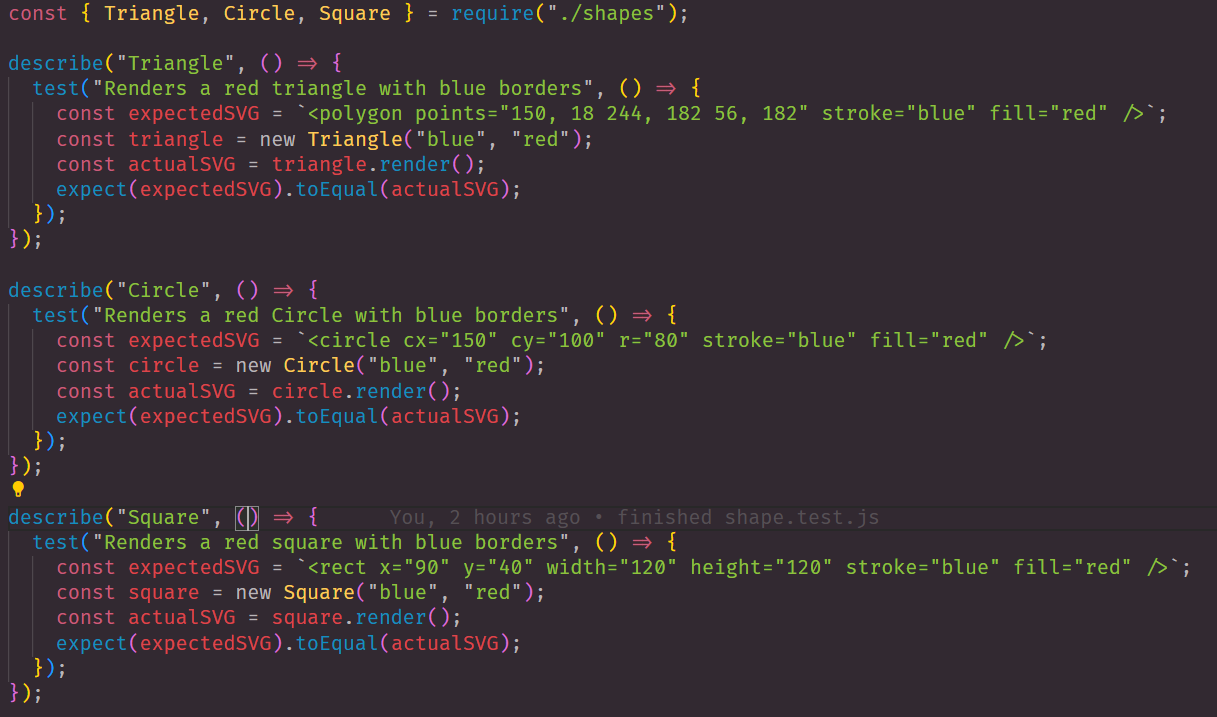 const { Triangle, Circle, Square } = require("./shapes");

describe("Triangle", () => {
  test("Renders a red triangle with blue borders", () => {
    const expectedSVG = `<polygon points="150, 18 244, 182 56, 182" stroke="blue" fill="red" />`;
    const triangle = new Triangle("blue", "red");
    const actualSVG = triangle.render();
    expect(expectedSVG).toEqual(actualSVG);
  });
});

describe("Circle", () => {
  test("Renders a red Circle with blue borders", () => {
    const expectedSVG = `<circle cx="150" cy="100" r="80" stroke="blue" fill="red" />`;
    const circle = new Circle("blue", "red");
    const actualSVG = circle.render();
    expect(expectedSVG).toEqual(actualSVG);
  });
});

describe("Square", () => {      You, 2 hours ago • finished shape.test.js
  test("Renders a red square with blue borders", () => {
    const expectedSVG = `<rect x="90" y="40" width="120" height="120" stroke="blue" fill="red" />`;
    const square = new Square("blue", "red");
    const actualSVG = square.render();
    expect(expectedSVG).toEqual(actualSVG);
  });
});